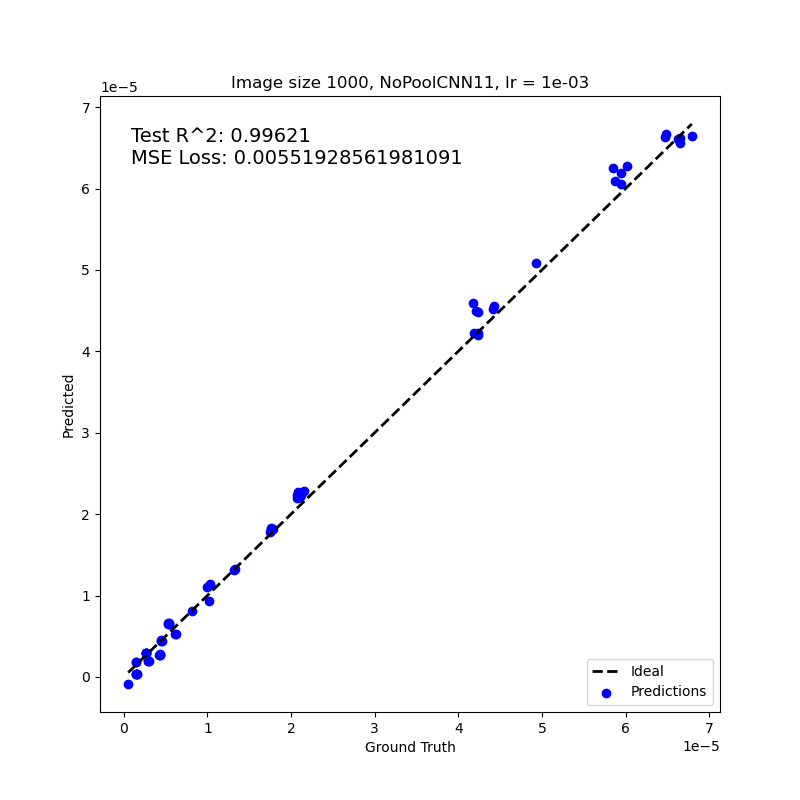 Image size 1000, NoPoolCNN11, lr = 1e-03
1e−5
Test R^2: 0.99621
MSE Loss: 0.00551928561981091
7
6
5
4
3
2
1
0
Predicted
Ideal
Predictions
0 1 2 3 4 5 6 7
Ground Truth
1e−5